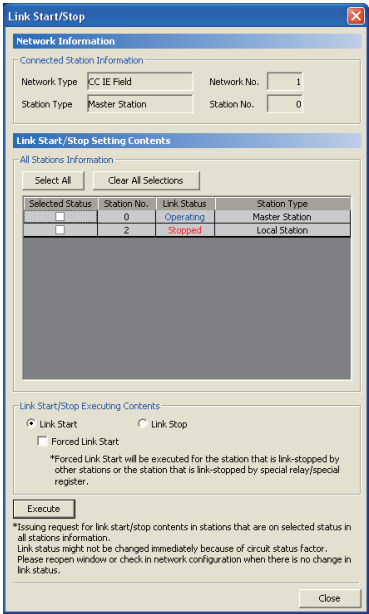 Link Start/Stop
Network Information
Connected Station Information
Network Type CC IE Field Network No. 1
Station Type Master Station Station No. 0
Link Start/Stop Setting Contents
All Stations Information
Select All Clear All Selections
Selected Status Station No. Link Status Station Type
0 Operating Master Station
2 Stopped Local Station
Link Start/Stop Executing Contents
Link Start Link Stop
Forced Link Start
*Forced Link Start will be executed for the station that is link-stopped by
other stations or the station that is link-stopped by special relay/special
register.
Execute
*Issuing request for link start/stop contents in stations that are on selected status in
all stations information.
Link status might not be changed immediately because of circuit status factor.
Please reopen window or check in network configuration when there is no change in
link status.
Close